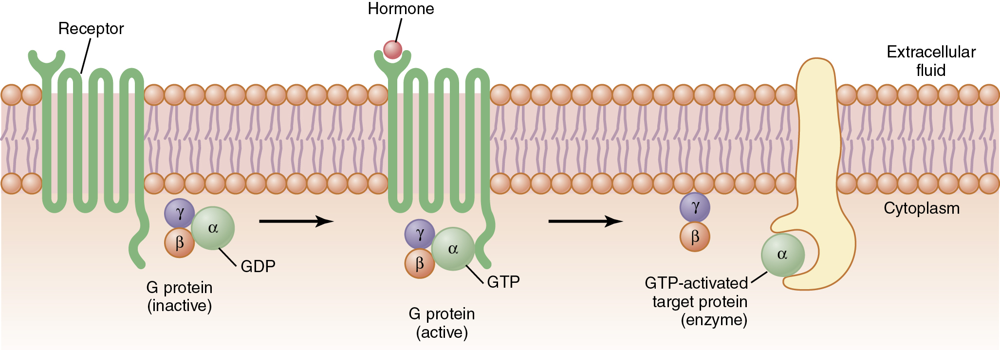 Receptor
Hormone
Extracellular
fluid
γ
α
β
GDP
G protein
(inactive)
γ
α
β
GTP
G protein
(active)
γ
β
α
GTP-activated
target protein
(enzyme)
Cytoplasm